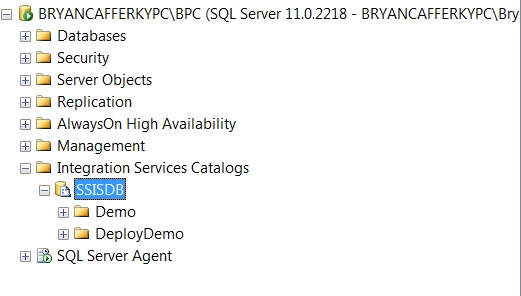 BRYANCAFFERKYPC\BPC (SQL Server 11.0.2218 - BRYANCAFFERKYPC\Bry
Databases
Security
Server Objects
Replication
AlwaysOn High Availability
Management
Integration Services Catalogs
SSISDB
Demo
DeployDemo
SQL Server Agent